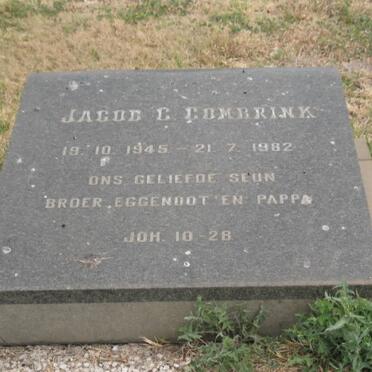 JACOB C COMBRINK
19. 10. 1945 - 21. 7. 1982
ONS GELIEFDE SEUN
BROER, EGGENOOT EN PAPPA
JOH. 10-28